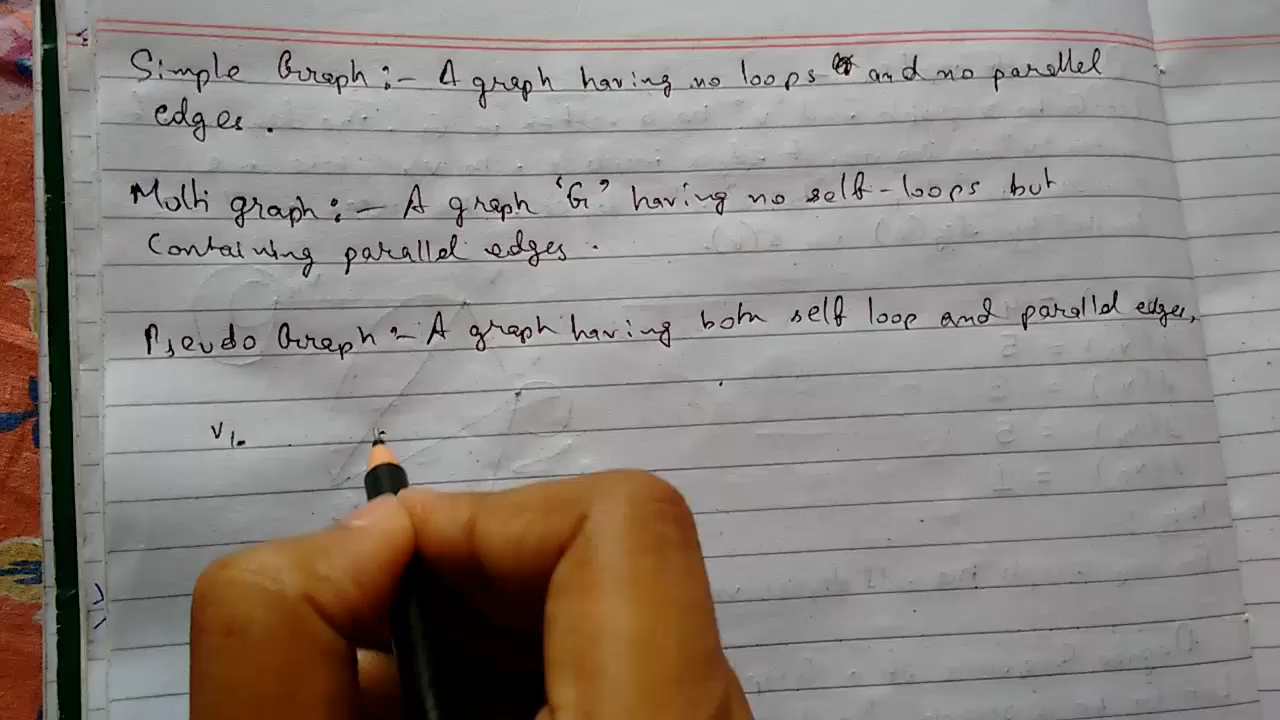 Simple Graph :- A graph having no loops and no parallel
edges .
Multi graph :- A graph 'G' having no self-loops but
Containing parallel edges .
Pseudo Graph :- A graph having both self loop and parallel edges,
V1